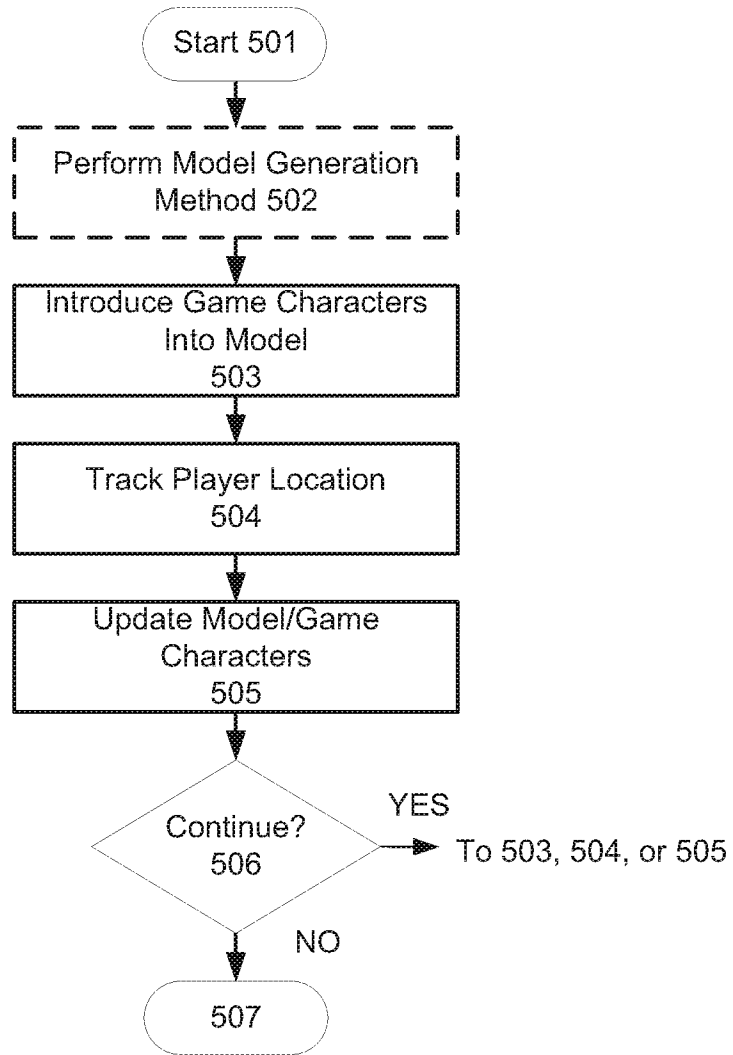 Start 501
Perform Model Generation
Method 502
Introduce Game Characters
Into Model
503
Track Player Location
504
Update Model/Game
Characters
505
Continue?
506
YES
To 503, 504, or 505
NO
507